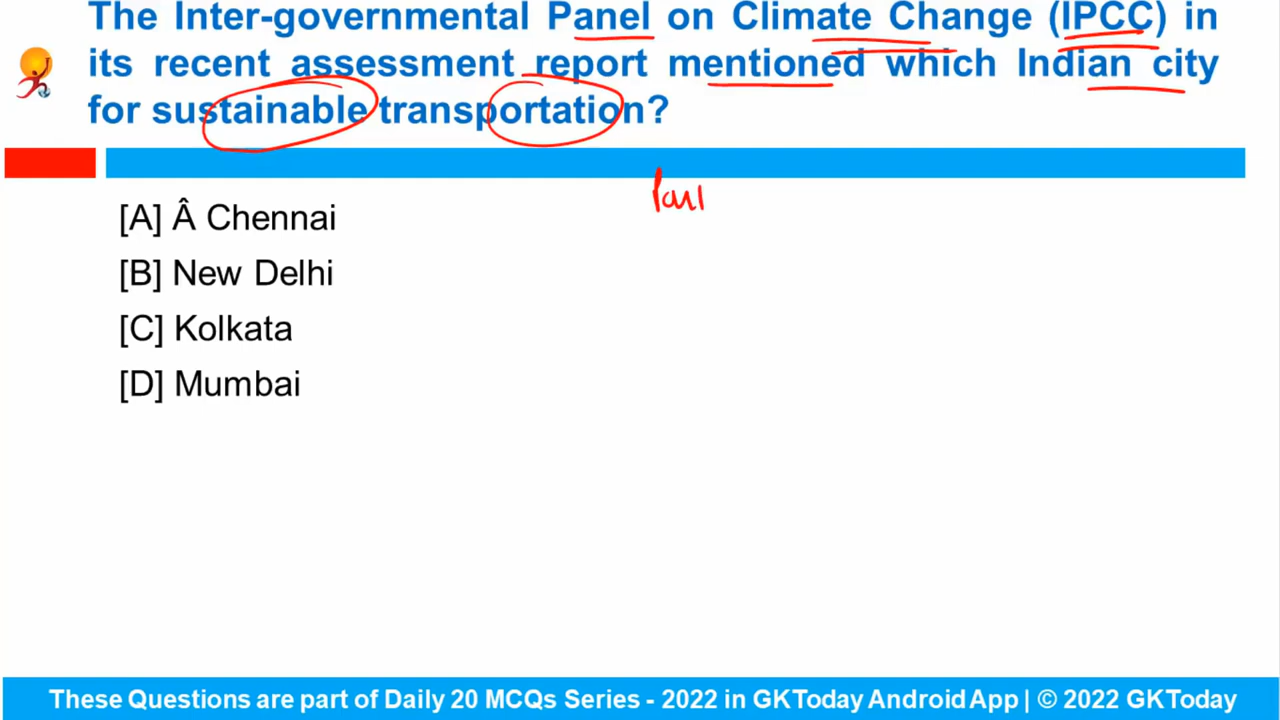 The Inter-governmental Panel on Climate Change (IPCC) in
its recent assessment report mentioned which Indian city
for sustainable transportation?
[A] Â Chennai
[B] New Delhi
[C] Kolkata
[D] Mumbai
These Questions are part of Daily 20 MCQs Series - 2022 in GKToday Android App | © 2022 GKToday